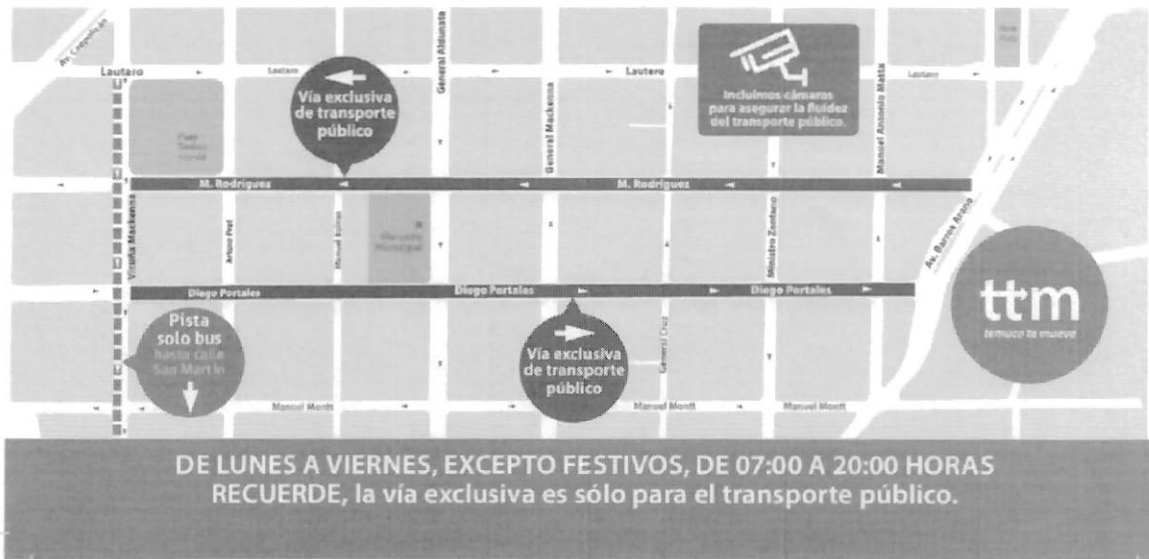 Av. Caupolicán
Lautaro
Lautaro
Lautaro
Lautaro
General Aldunate
General Mackenna
Manuel Antonio Matta
Incluimos cámaras
para asegurar la fluidez
del transporte público.
Vía exclusiva
de transporte
público
M. Rodríguez
M. Rodríguez
Vicuña Mackenna
Arturo Prat
Manuel Bulnes
Mercado
Municipal
Ministro Zenteno
Av. Barros Arana
Diego Portales
Diego Portales
Diego Portales
ttm
temuco te mueve
Pista
solo bus
hasta calle
San Martín
Vía exclusiva
de transporte
público
General Cruz
Manuel Montt
Manuel Montt
Manuel Montt
DE LUNES A VIERNES, EXCEPTO FESTIVOS, DE 07:00 A 20:00 HORAS
RECUERDE, la vía exclusiva es sólo para el transporte público.